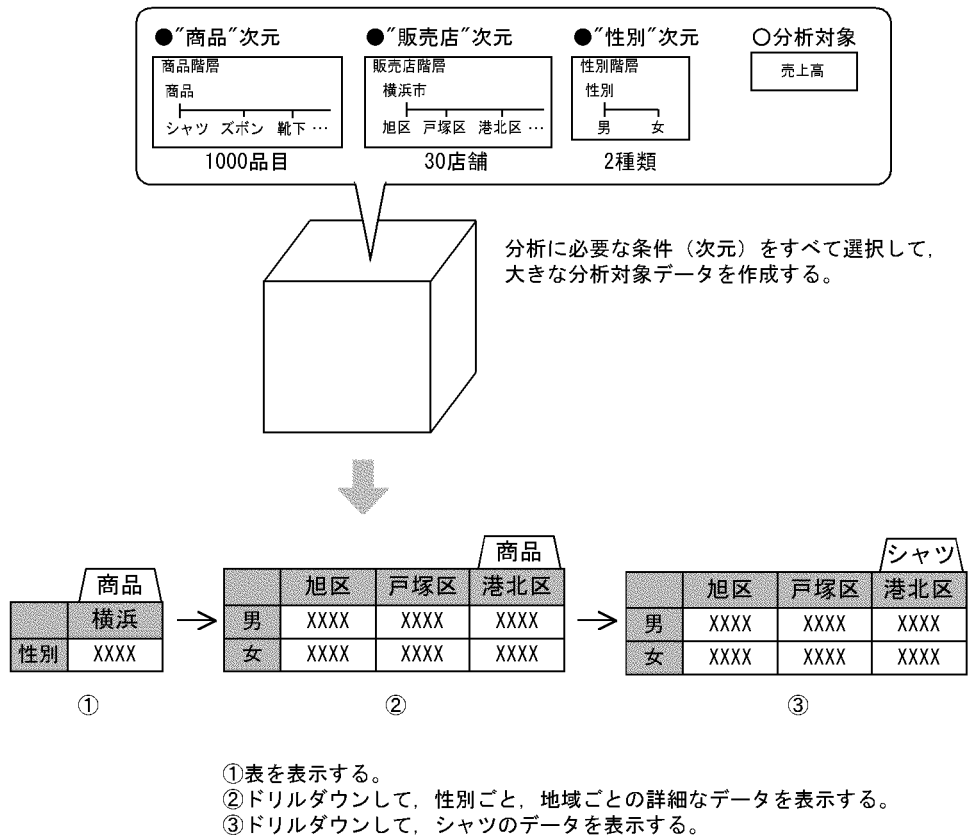 ●"商品"次元 ●"販売店"次元 ●"性別"次元 ○分析対象
商品階層 販売店階層 性別階層 売上高
商品 横浜市 性別
シャツ ズボン 靴下 … 旭区 戸塚区 港北区 … 男 女
1000品目 30店舗 2種類
分析に必要な条件（次元）をすべて選択して，
大きな分析対象データを作成する。
商品
横浜
性別 XXXX
①
商品
旭区 戸塚区 港北区
男 XXXX XXXX XXXX
女 XXXX XXXX XXXX
②
シャツ
旭区 戸塚区 港北区
男 XXXX XXXX XXXX
女 XXXX XXXX XXXX
③
①表を表示する。
②ドリルダウンして，性別ごと，地域ごとの詳細なデータを表示する。
③ドリルダウンして，シャツのデータを表示する。